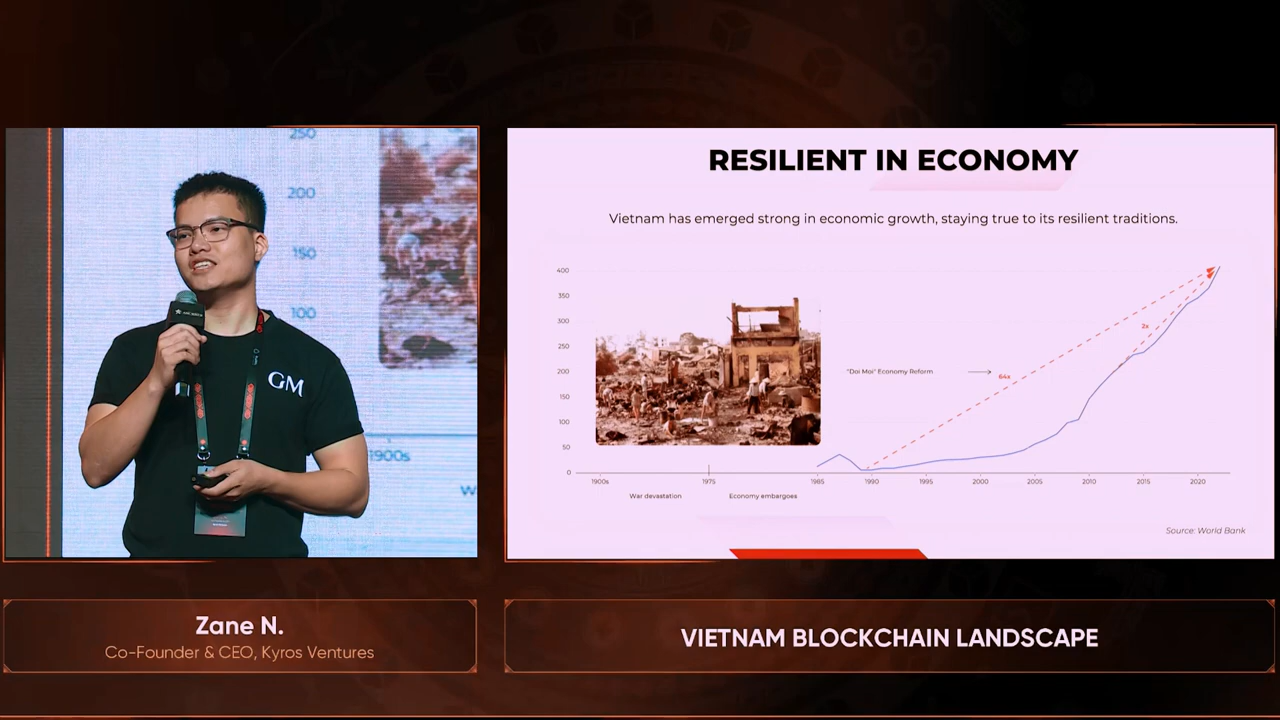 250
200
150
100
1900s
W
GM
RESILIENT IN ECONOMY
Vietnam has emerged strong in economic growth, staying true to its resilient traditions.
400
350
300
250
200
150
100
50
0
"Doi Moi" Economy Reform
64x
2x
1900s 1975 1985 1990 1995 2000 2005 2010 2015 2020
War devastation Economy embargoes
Source: World Bank
Zane N.
Co-Founder & CEO, Kyros Ventures
VIETNAM BLOCKCHAIN LANDSCAPE